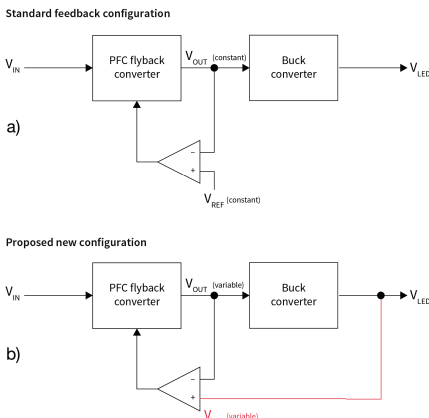 Standard feedback configuration
V_IN
PFC flyback
converter
V_OUT (constant)
Buck
converter
V_LED
a)
−
+
V_REF (constant)
Proposed new configuration
V_IN
PFC flyback
converter
V_OUT (variable)
Buck
converter
V_LED
b)
−
+
V (variable)